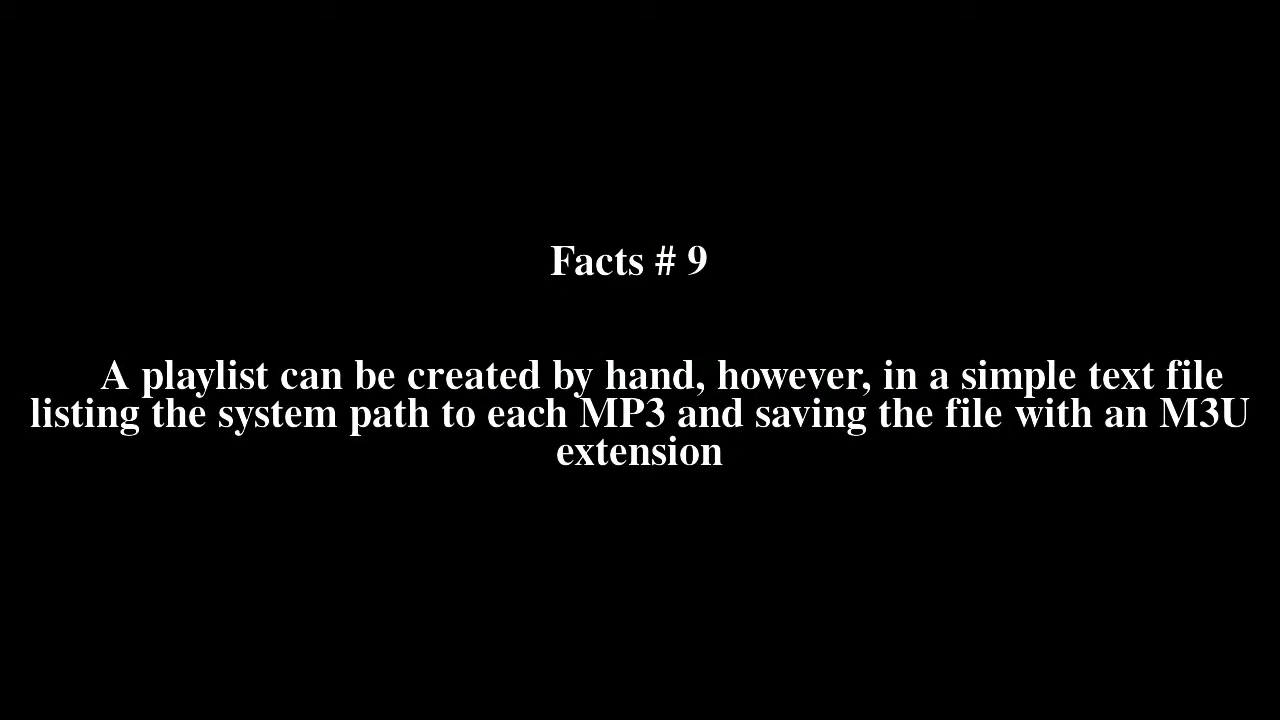 Facts # 9
A playlist can be created by hand, however, in a simple text file
listing the system path to each MP3 and saving the file with an M3U
extension